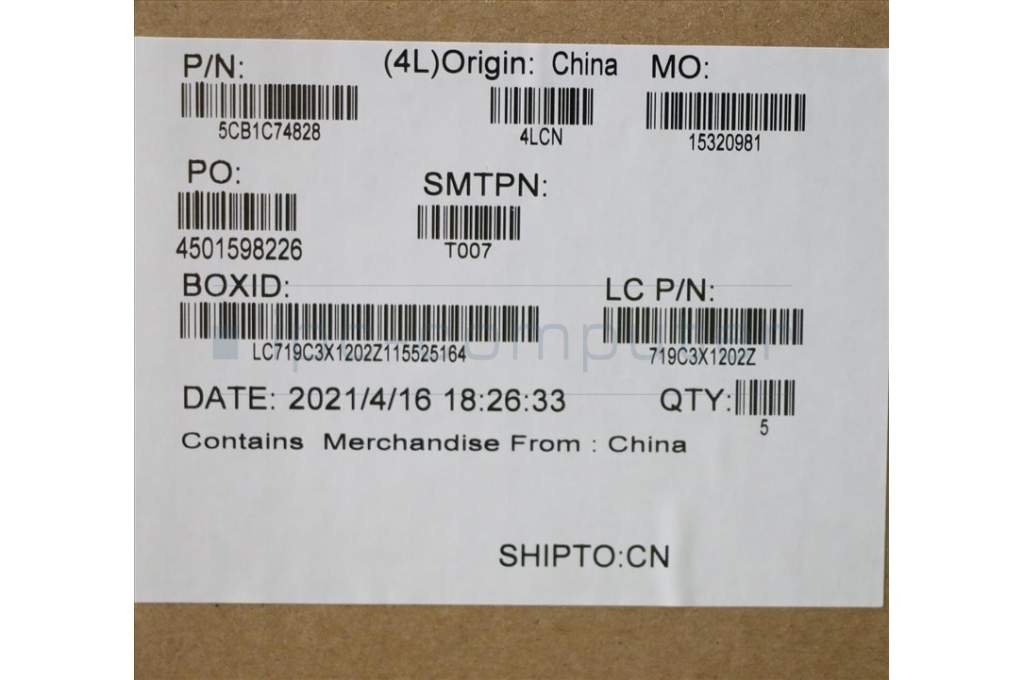 P/N: (4L)Origin: China MO:
5CB1C74828 4LCN 15320981
PO: SMTPN:
4501598226 T007
BOXID: LC P/N:
LC719C3X1202Z115525164 719C3X1202Z
DATE: 2021/4/16 18:26:33 QTY:
5
Contains Merchandise From : China
SHIPTO:CN